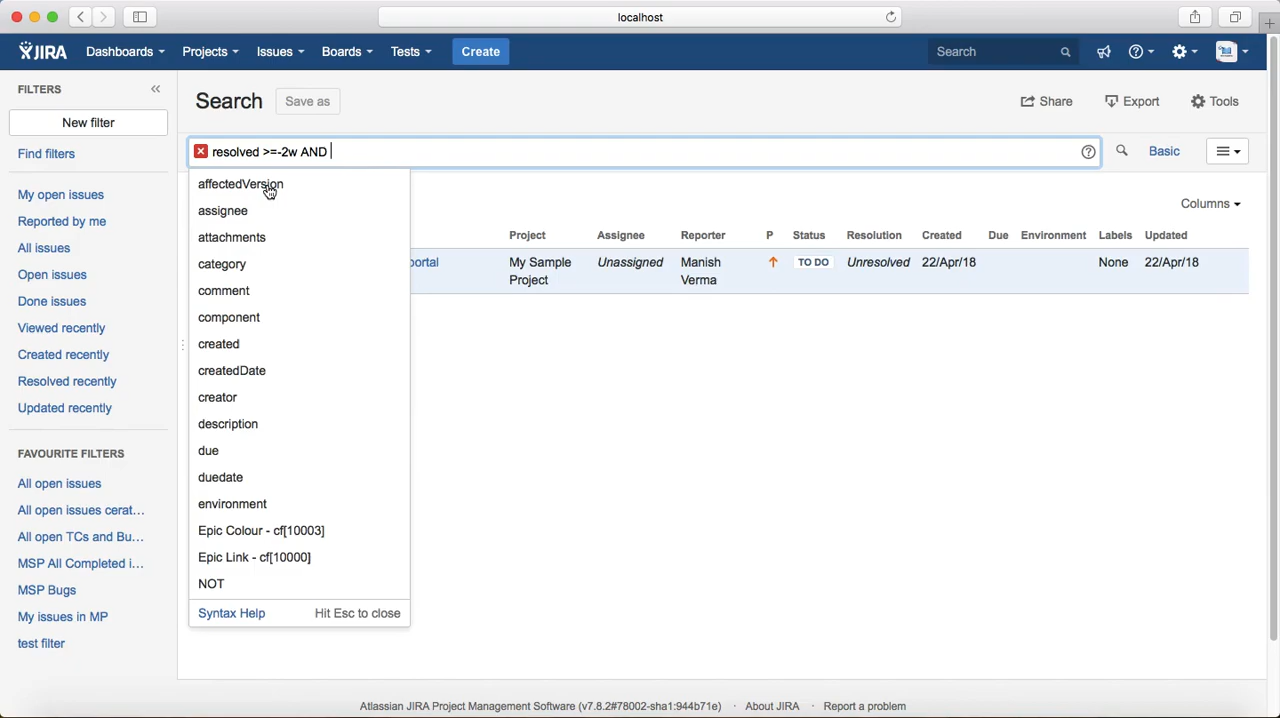 localhost
JIRA Dashboards Projects Issues Boards Tests Create Search
FILTERS
New filter
Find filters
My open issues
Reported by me
All issues
Open issues
Done issues
Viewed recently
Created recently
Resolved recently
Updated recently
FAVOURITE FILTERS
All open issues
All open issues cerat...
All open TCs and Bu...
MSP All Completed i...
MSP Bugs
My issues in MP
test filter
Search Save as Share Export Tools
resolved >=-2w AND Basic
affectedVersion
assignee
attachments
category
comment
component
created
createdDate
creator
description
due
duedate
environment
Epic Colour - cf[10003]
Epic Link - cf[10000]
NOT
Syntax Help Hit Esc to close
Columns
Project Assignee Reporter P Status Resolution Created Due Environment Labels Updated
portal My Sample Unassigned Manish TO DO Unresolved 22/Apr/18 None 22/Apr/18
Project Verma
Atlassian JIRA Project Management Software (v7.8.2#78002-sha1:944b71e) · About JIRA · Report a problem